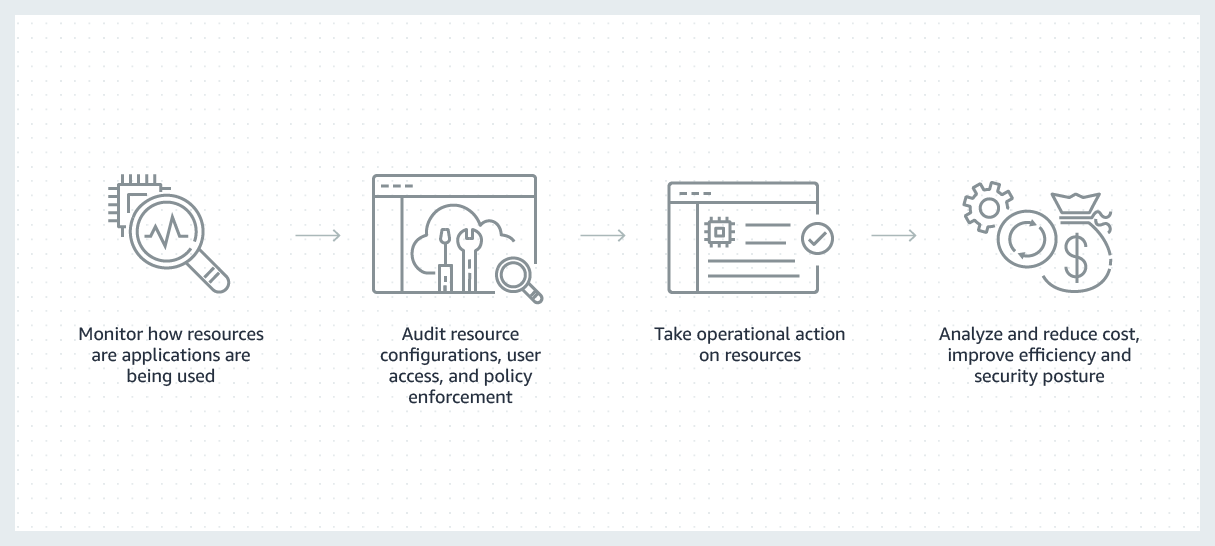 Monitor how resources
are applications are
being used
Audit resource
configurations, user
access, and policy
enforcement
Take operational action
on resources
Analyze and reduce cost,
improve efficiency and
security posture